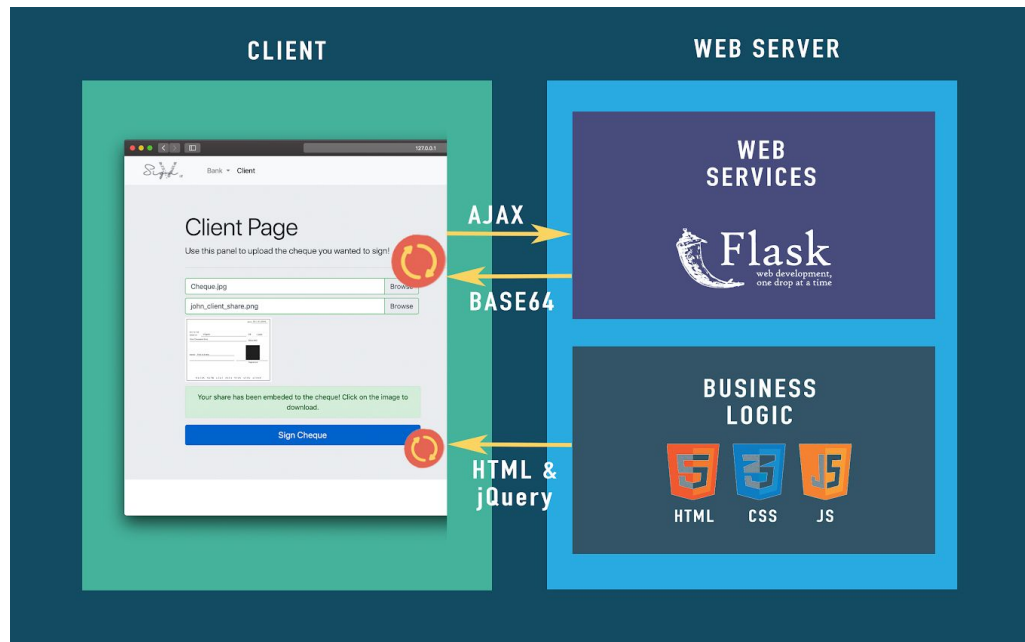 CLIENT
WEB SERVER
127.0.0.1
Bank Client
Client Page
Use this panel to upload the cheque you wanted to sign!
Cheque.jpg Browse
john_client_share.png Browse
Your share has been embeded to the cheque! Click on the image to
download.
Sign Cheque
AJAX
BASE64
HTML &
jQuery
WEB
SERVICES
Flask
web development,
one drop at a time
BUSINESS
LOGIC
5 3 JS
HTML CSS JS